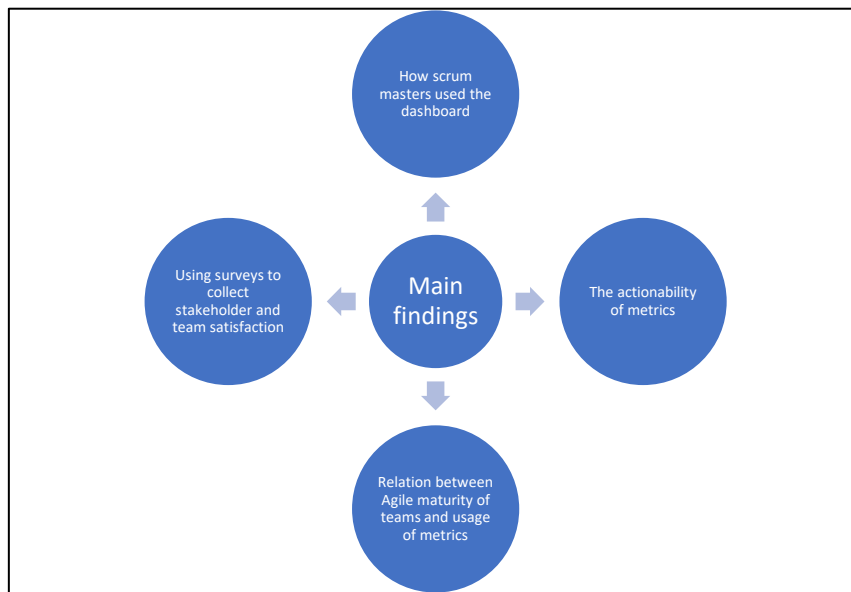 How scrum
masters used the
dashboard
Using surveys to
collect
stakeholder and
team satisfaction
Main
findings
The actionability
of metrics
Relation between
Agile maturity of
teams and usage
of metrics